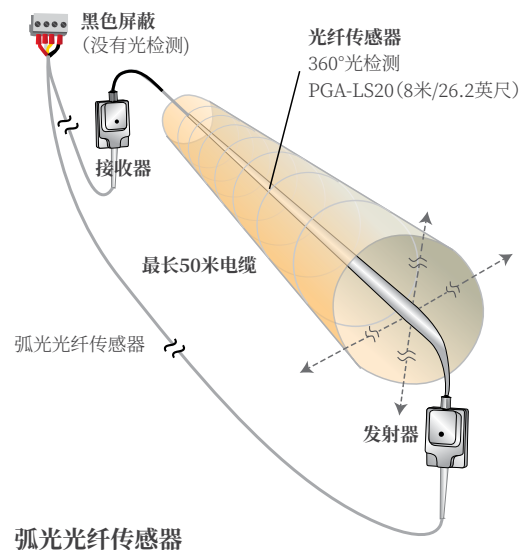 黑色屏蔽
（没有光检测）
光纤传感器
360°光检测
PGA-LS20（8米/26.2英尺）
接收器
最长50米电缆
弧光光纤传感器
发射器
弧光光纤传感器